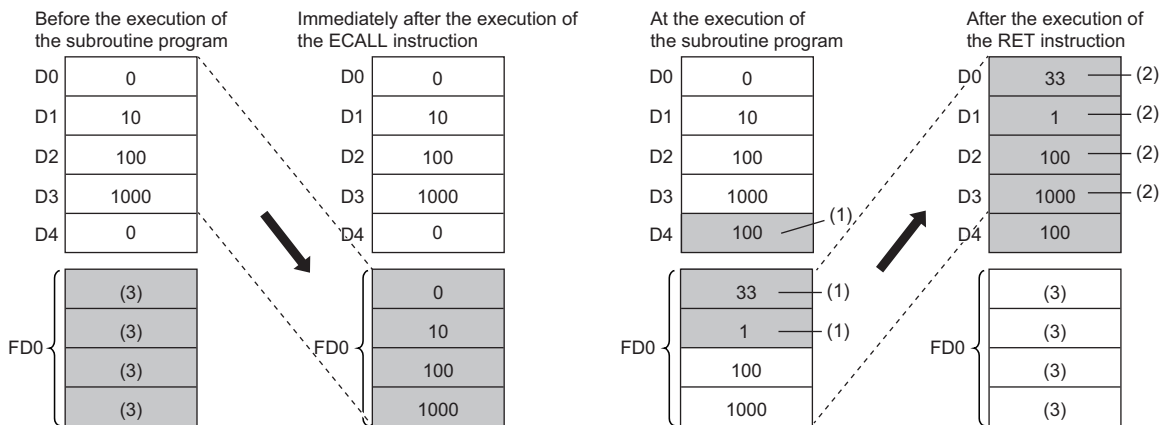 Before the execution of
the subroutine program
D0 0
D1 10
D2 100
D3 1000
D4 0
FD0
(3)
(3)
(3)
(3)
Immediately after the execution of
the ECALL instruction
D0 0
D1 10
D2 100
D3 1000
D4 0
FD0
0
10
100
1000
At the execution of
the subroutine program
D0 0
D1 10
D2 100
D3 1000
D4 100 (1)
FD0
33 (1)
1 (1)
100
1000
After the execution of
the RET instruction
D0 33 (2)
D1 1 (2)
D2 100 (2)
D3 1000 (2)
D4 100
FD0
(3)
(3)
(3)
(3)